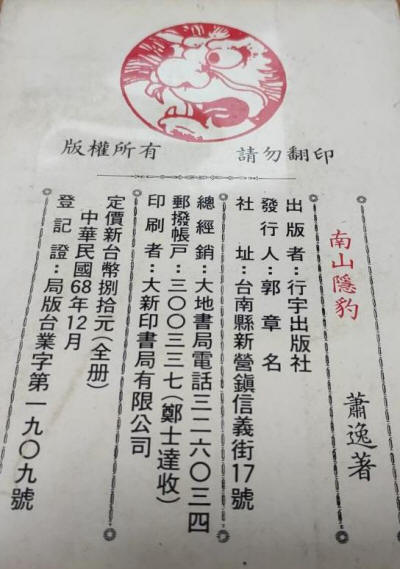 版權所有　請勿翻印
南山隱豹
蕭逸著
出版者：行宇出版社
發行人：郭章名
社址：台南縣新營鎮信義街17號
總經銷：大地書局電話三二六〇三四
郵撥帳戶：三〇〇三三七(鄭士達收)
印刷者：大新印書局有限公司
定價新台幣捌拾元(全册)
中華民國68年12月
登記證：局版台業字第一九〇九號